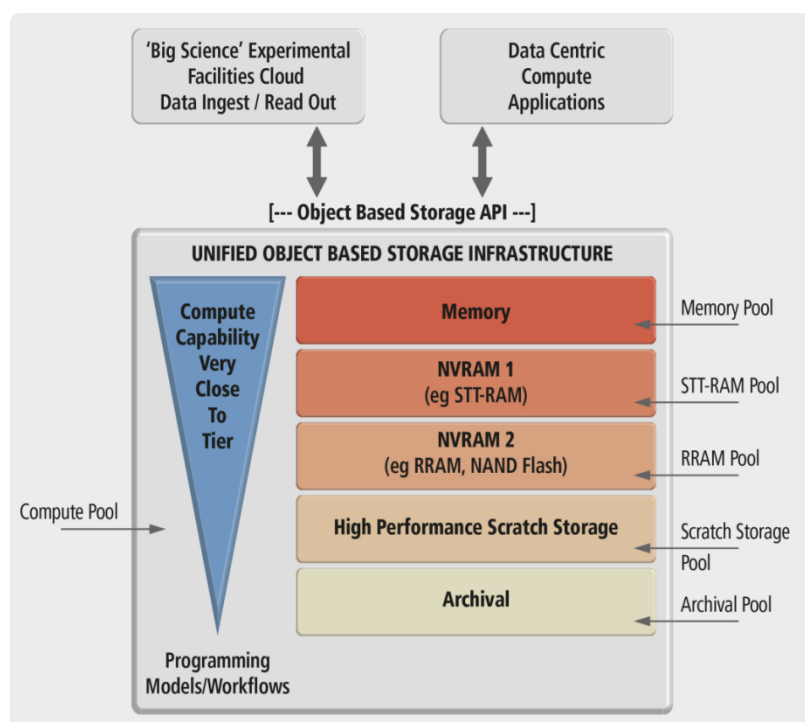 'Big Science' Experimental
Facilities Cloud
Data Ingest / Read Out
Data Centric
Compute
Applications
[--- Object Based Storage API ---]
UNIFIED OBJECT BASED STORAGE INFRASTRUCTURE
Compute
Capability
Very
Close
To
Tier
Memory
Memory Pool
NVRAM 1
(eg STT-RAM)
STT-RAM Pool
NVRAM 2
(eg RRAM, NAND Flash)
RRAM Pool
Compute Pool
High Performance Scratch Storage
Scratch Storage
Pool
Archival
Archival Pool
Programming
Models/Workflows